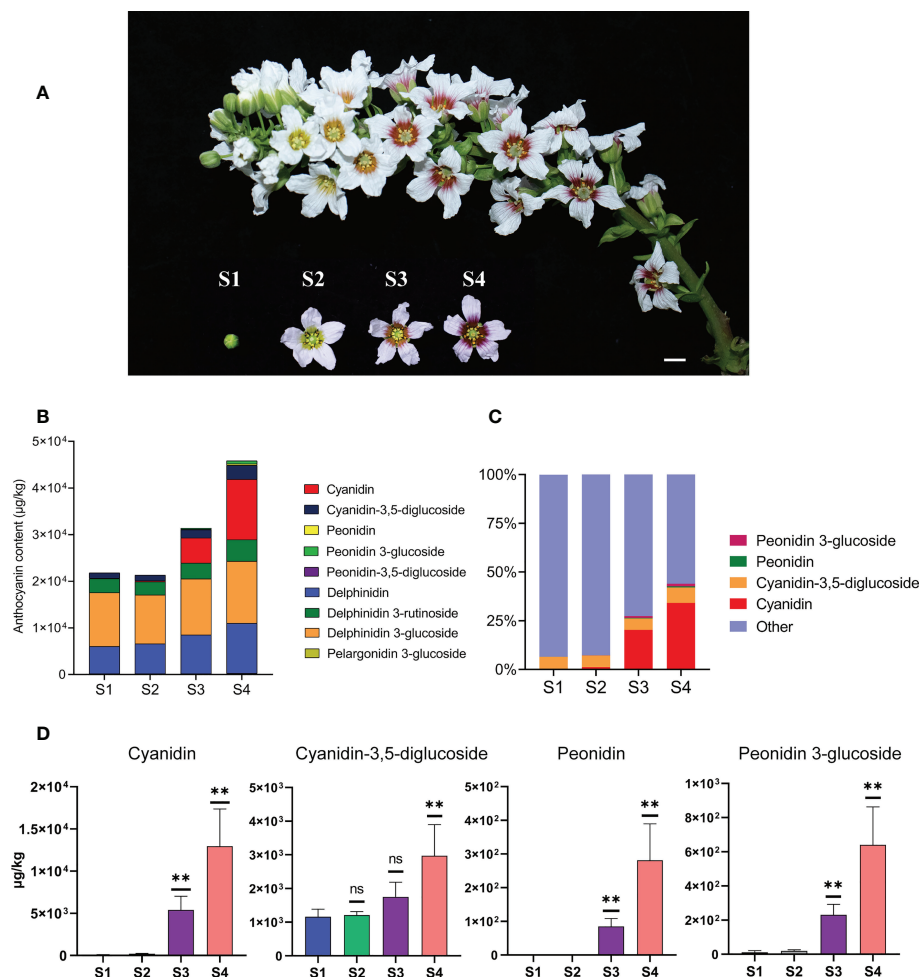 A
S1 S2 S3 S4
B
Anthocyanin content (µg/kg)
5×10⁴
4×10⁴
3×10⁴
2×10⁴
1×10⁴
0
S1 S2 S3 S4
Cyanidin
Cyanidin-3,5-diglucoside
Peonidin
Peonidin 3-glucoside
Peonidin-3,5-diglucoside
Delphinidin
Delphinidin 3-rutinoside
Delphinidin 3-glucoside
Pelargonidin 3-glucoside
C
100%
75%
50%
25%
0%
S1 S2 S3 S4
Peonidin 3-glucoside
Peonidin
Cyanidin-3,5-diglucoside
Cyanidin
Other
D
Cyanidin
µg/kg
2×10⁴
1.5×10⁴
1×10⁴
5×10³
0
**
**
S1 S2 S3 S4
Cyanidin-3,5-diglucoside
5×10³
4×10³
3×10³
2×10³
1×10³
0
ns
ns
**
S1 S2 S3 S4
Peonidin
5×10²
4×10²
3×10²
2×10²
1×10²
0
**
**
S1 S2 S3 S4
Peonidin 3-glucoside
1×10³
8×10²
6×10²
4×10²
2×10²
0
**
**
S1 S2 S3 S4